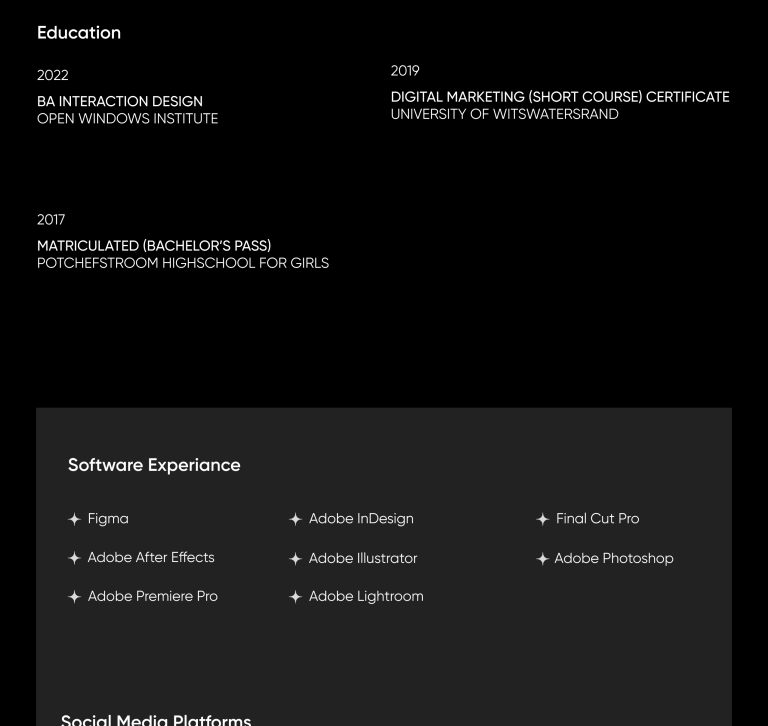 Education
2022
BA INTERACTION DESIGN
OPEN WINDOWS INSTITUTE
2019
DIGITAL MARKETING (SHORT COURSE) CERTIFICATE
UNIVERSITY OF WITSWATERSRAND
2017
MATRICULATED (BACHELOR’S PASS)
POTCHEFSTROOM HIGHSCHOOL FOR GIRLS
Software Experiance
Figma
Adobe InDesign
Final Cut Pro
Adobe After Effects
Adobe Illustrator
Adobe Photoshop
Adobe Premiere Pro
Adobe Lightroom
Social Media Platforms